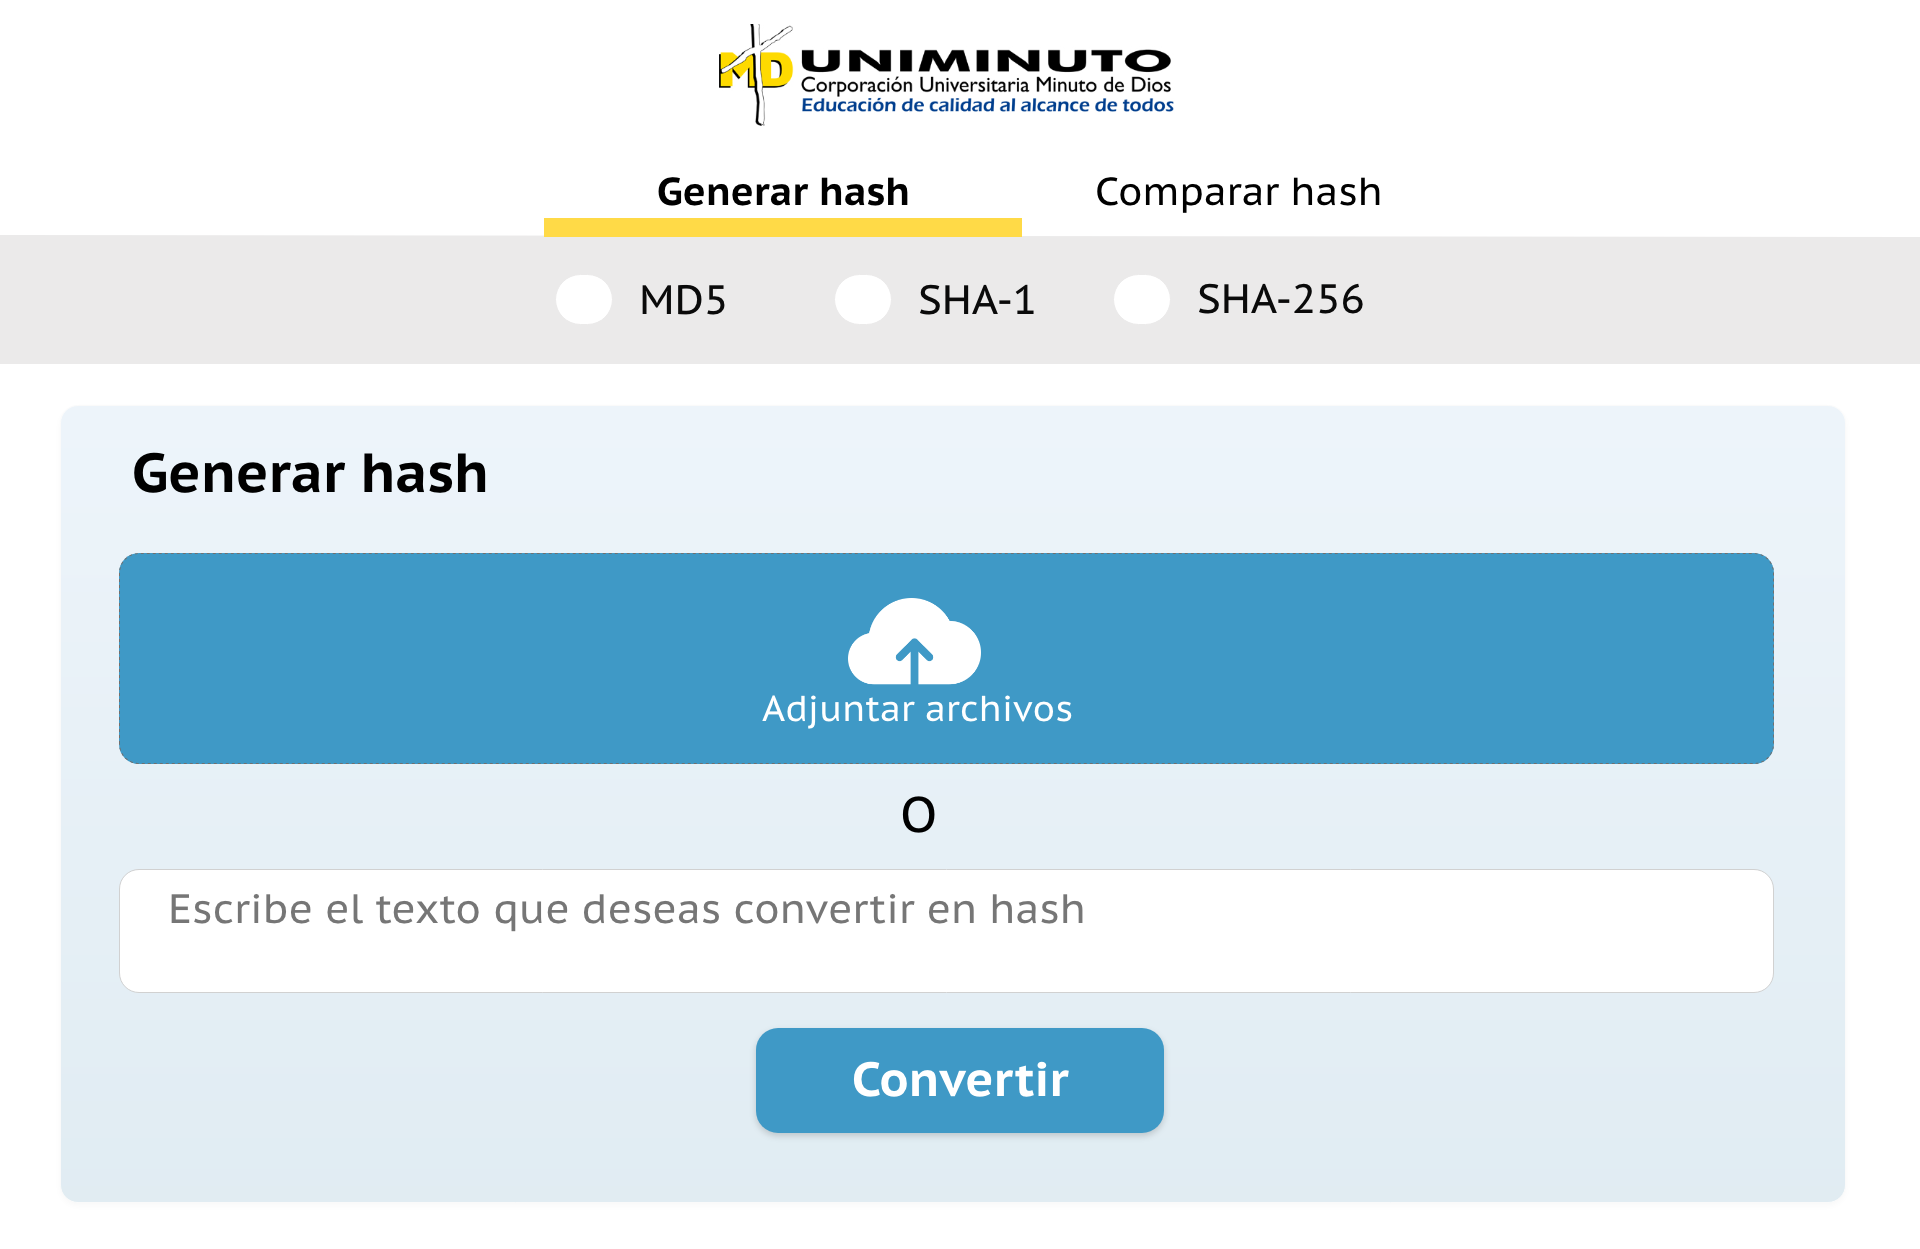 MD UNIMINUTO
Corporación Universitaria Minuto de Dios
Educación de calidad al alcance de todos
Generar hash Comparar hash
MD5 SHA-1 SHA-256
Generar hash
Adjuntar archivos
O
Escribe el texto que deseas convertir en hash
Convertir